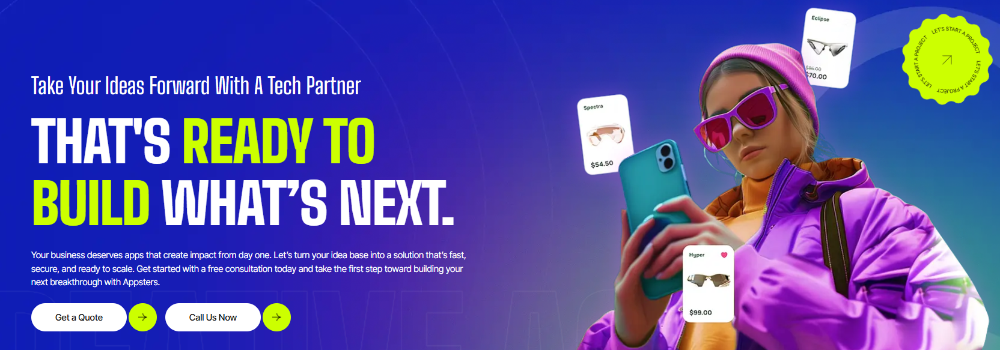 Take Your Ideas Forward With A Tech Partner
THAT'S READY TO
BUILD WHAT’S NEXT.
Your business deserves apps that create impact from day one. Let’s turn your idea base into a solution that’s fast,
secure, and ready to scale. Get started with a free consultation today and take the first step toward building your
next breakthrough with Appsters.
Get a Quote
Call Us Now
Spectra
$54.50
Eclipse
$86.00
$70.00
Hyper
$99.00
LET'S START A PROJECT LET'S START A PROJECT LET'S START A PROJECT